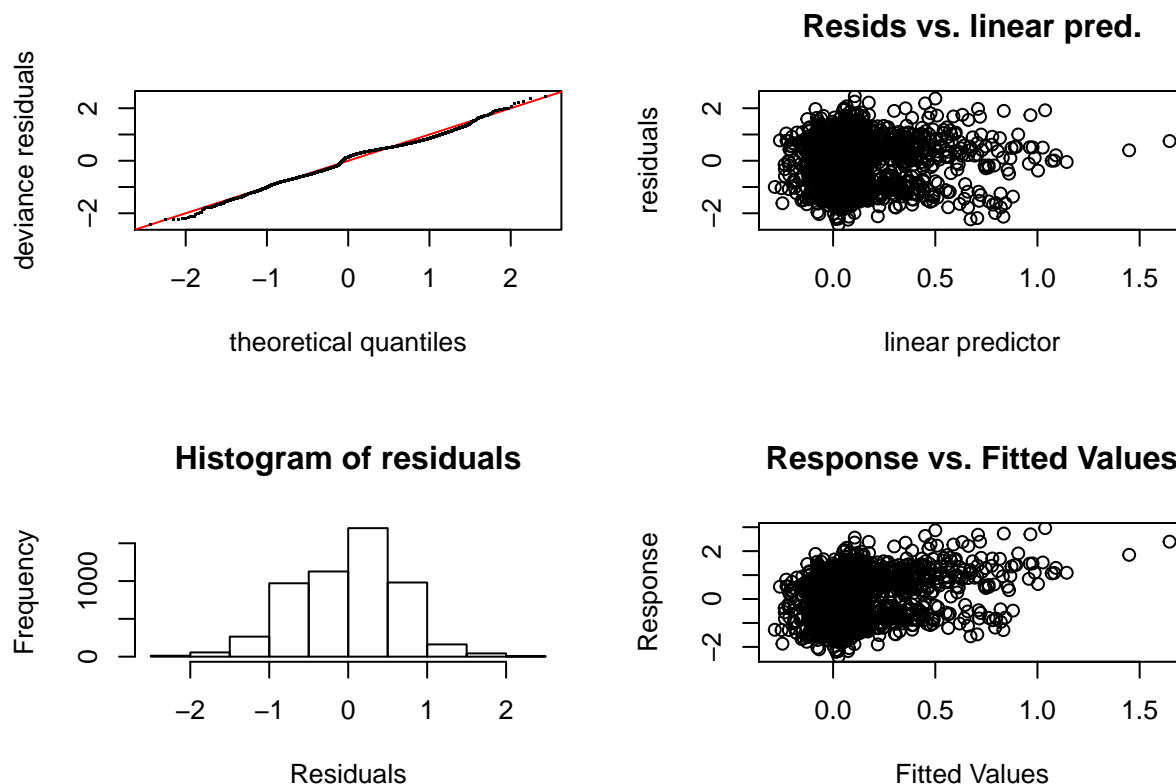 deviance residuals
2
0
−2
−2
−1
0
1
2
theoretical quantiles
Resids vs. linear pred.
residuals
2
0
−2
0.0
0.5
1.0
1.5
linear predictor
Histogram of residuals
Frequency
1000
0
−2
−1
0
1
2
Residuals
Response vs. Fitted Values
Response
2
0
−2
0.0
0.5
1.0
1.5
Fitted Values